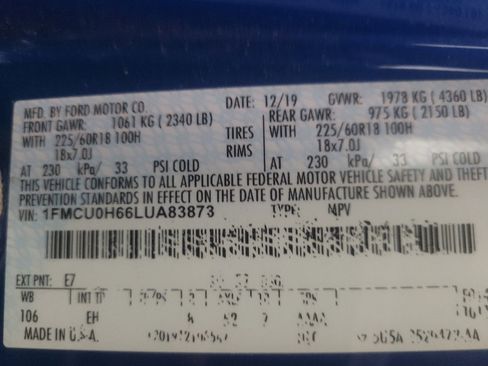 MFD. BY FORD MOTOR CO. DATE: 12/19 GVWR: 1978 KG ( 4360 LB)
FRONT GAWR: 1061 KG ( 2340 LB) REAR GAWR: 975 KG ( 2150 LB)
WITH 225/60R18 100H TIRES WITH 225/60R18 100H
18x7.0J RIMS 18x7.0J
AT 230 kPa/ 33 PSI COLD AT 230 kPa/ 33 PSI COLD
THIS VEHICLE CONFORMS TO ALL APPLICABLE FEDERAL MOTOR VEHICLE SAFETY AND THEFT
PREVENTION STANDARDS IN EFFECT ON THE DATE OF MANUFACTURE SHOWN ABOVE.
VIN: 1FMCU0H66LUA83873 TYPE: MPV
EXT PNT: E7
WB INT TR
106 EH
MADE IN U.S.A.